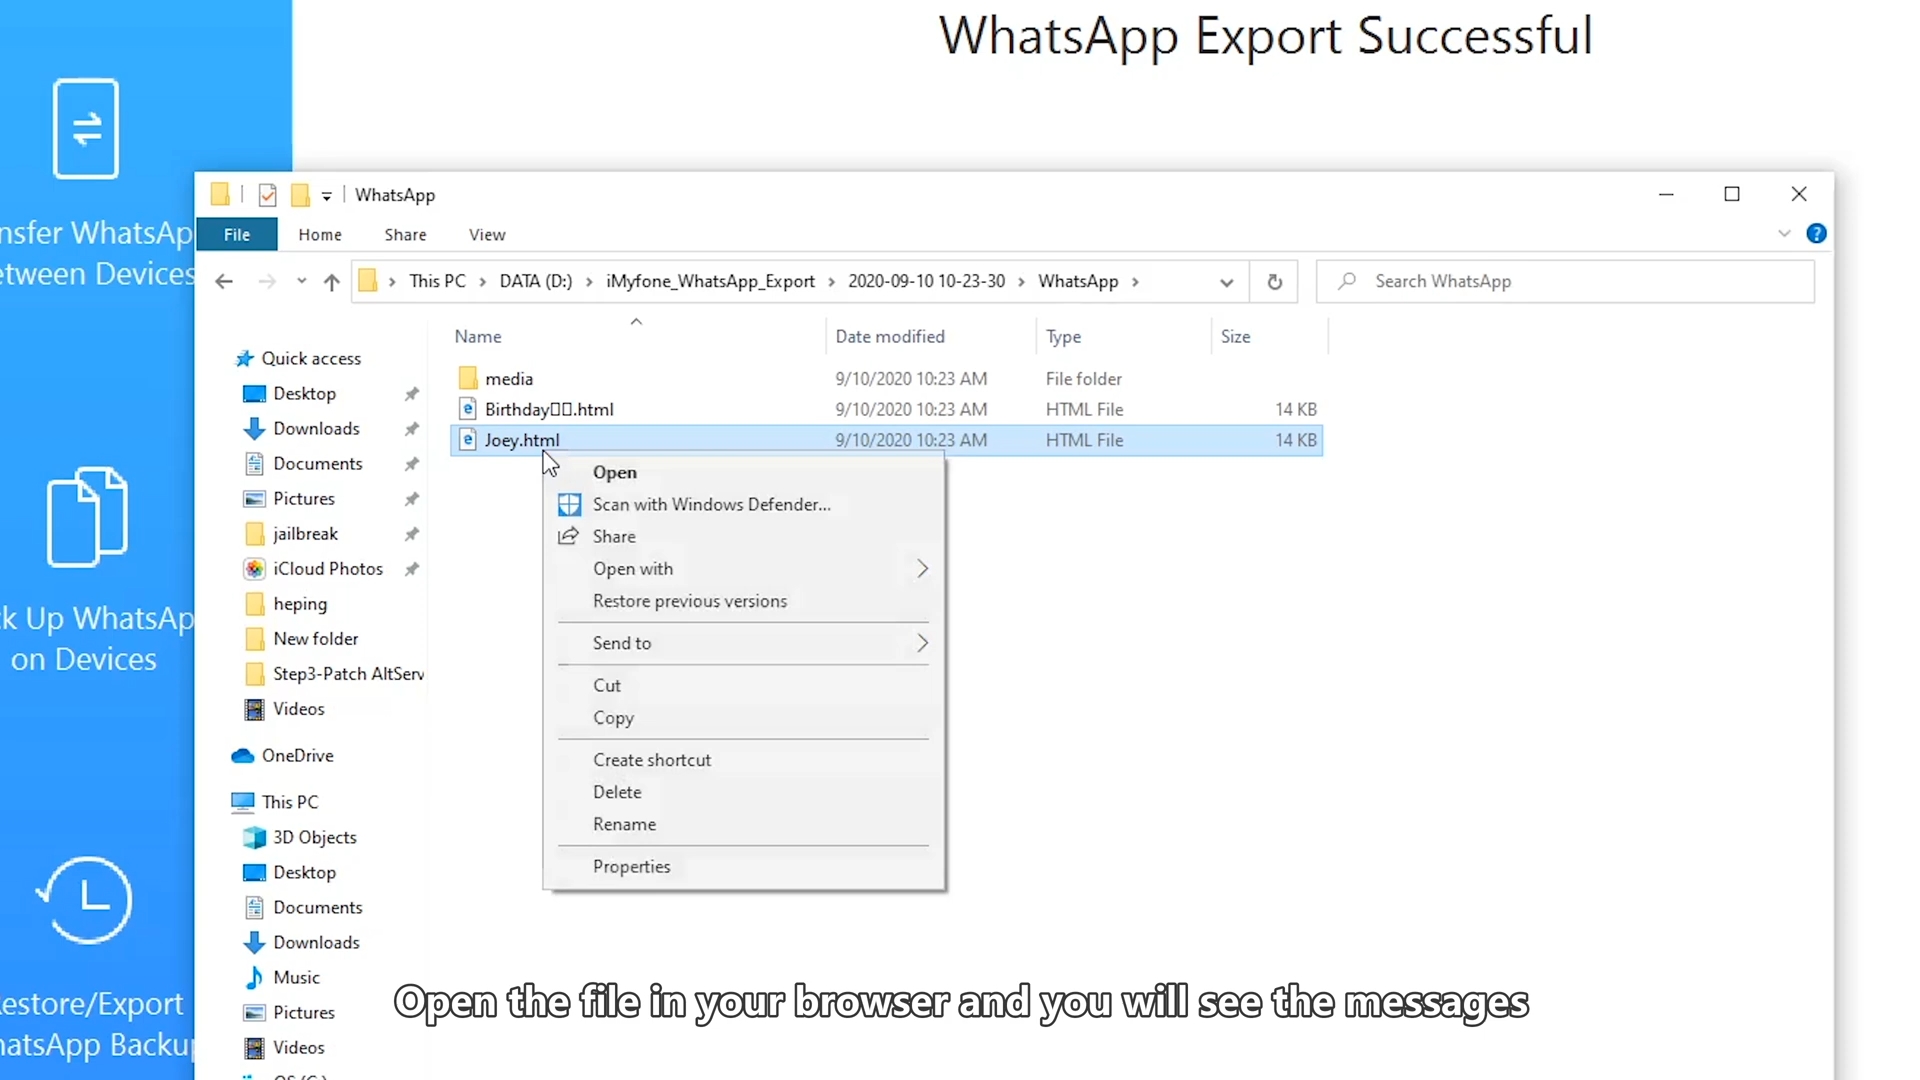 WhatsApp Export Successful
nsfer WhatsAp
etween Devices
k Up WhatsAp
on Devices
estore/Export
hatsApp Backup
WhatsApp
File Home Share View
This PC DATA (D:) iMyfone_WhatsApp_Export 2020-09-10 10-23-30 WhatsApp Search WhatsApp
Name Date modified Type Size
media 9/10/2020 10:23 AM File folder
Birthday▯▯.html 9/10/2020 10:23 AM HTML File 14 KB
Joey.html 9/10/2020 10:23 AM HTML File 14 KB
Quick access
Desktop
Downloads
Documents
Pictures
jailbreak
iCloud Photos
heping
New folder
Step3-Patch AltServ
Videos
OneDrive
This PC
3D Objects
Desktop
Documents
Downloads
Music
Pictures
Videos
Open
Scan with Windows Defender...
Share
Open with
Restore previous versions
Send to
Cut
Copy
Create shortcut
Delete
Rename
Properties
Open the file in your browser and you will see the messages